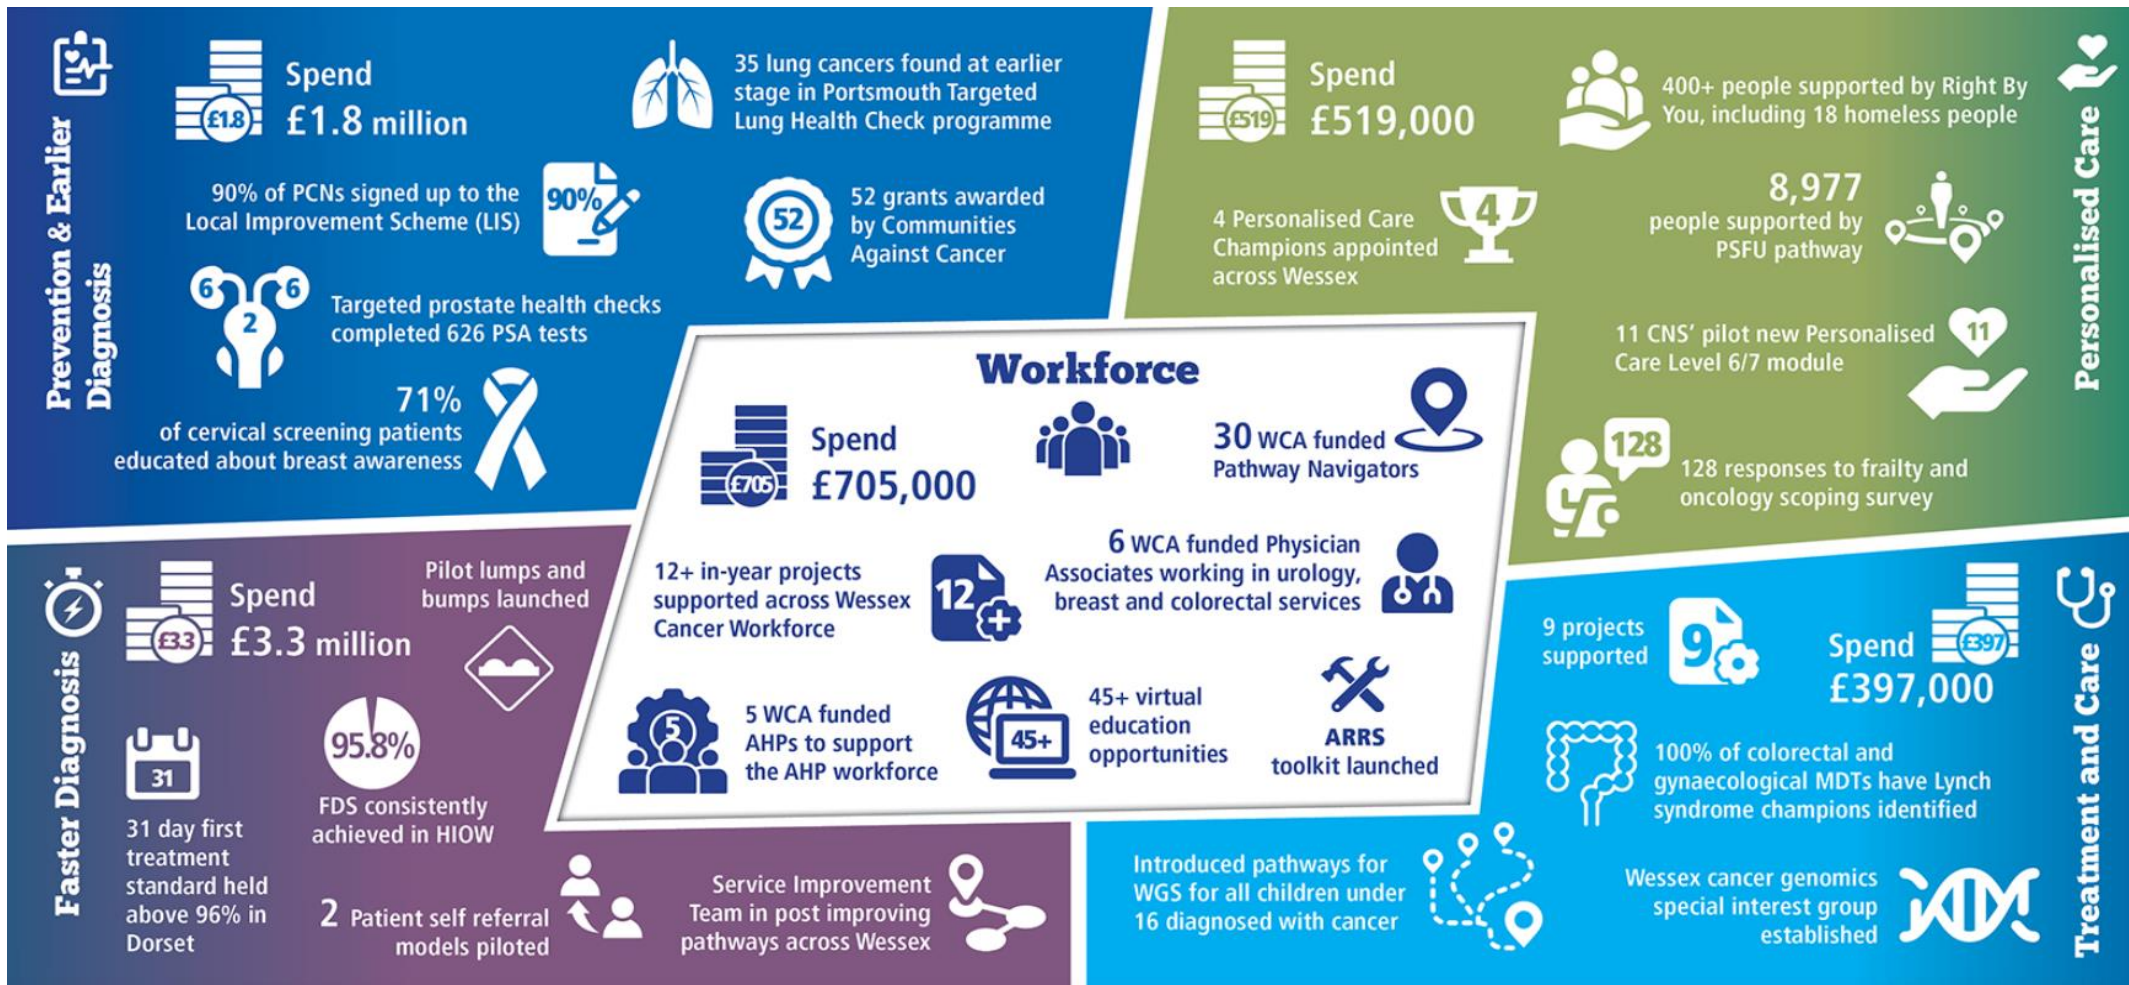 Prevention & Earlier
Diagnosis
£1.8
Spend
£1.8 million
35 lung cancers found at earlier
stage in Portsmouth Targeted
Lung Health Check programme
90% of PCNs signed up to the
Local Improvement Scheme (LIS)
90%
52
52 grants awarded
by Communities
Against Cancer
6
2
6
Targeted prostate health checks
completed 626 PSA tests
71%
of cervical screening patients
educated about breast awareness
Personalised Care
£519
Spend
£519,000
400+ people supported by Right By
You, including 18 homeless people
4 Personalised Care
Champions appointed
across Wessex
4
8,977
people supported by
PSFU pathway
11 CNS' pilot new Personalised
Care Level 6/7 module
11
128
128 responses to frailty and
oncology scoping survey
Workforce
£705
Spend
£705,000
30 WCA funded
Pathway Navigators
12+ in-year projects
supported across Wessex
Cancer Workforce
12
6 WCA funded Physician
Associates working in urology,
breast and colorectal services
5
5 WCA funded
AHPs to support
the AHP workforce
45+
45+ virtual
education
opportunities
ARRS
toolkit launched
Faster Diagnosis
£3.3
Spend
£3.3 million
Pilot lumps and
bumps launched
31
31 day first
treatment
standard held
above 96% in
Dorset
95.8%
FDS consistently
achieved in HIOW
2 Patient self referral
models piloted
Service Improvement
Team in post improving
pathways across Wessex
Treatment and Care
9 projects
supported
9
Spend
£397,000
£397
100% of colorectal and
gynaecological MDTs have Lynch
syndrome champions identified
Introduced pathways for
WGS for all children under
16 diagnosed with cancer
Wessex cancer genomics
special interest group
established